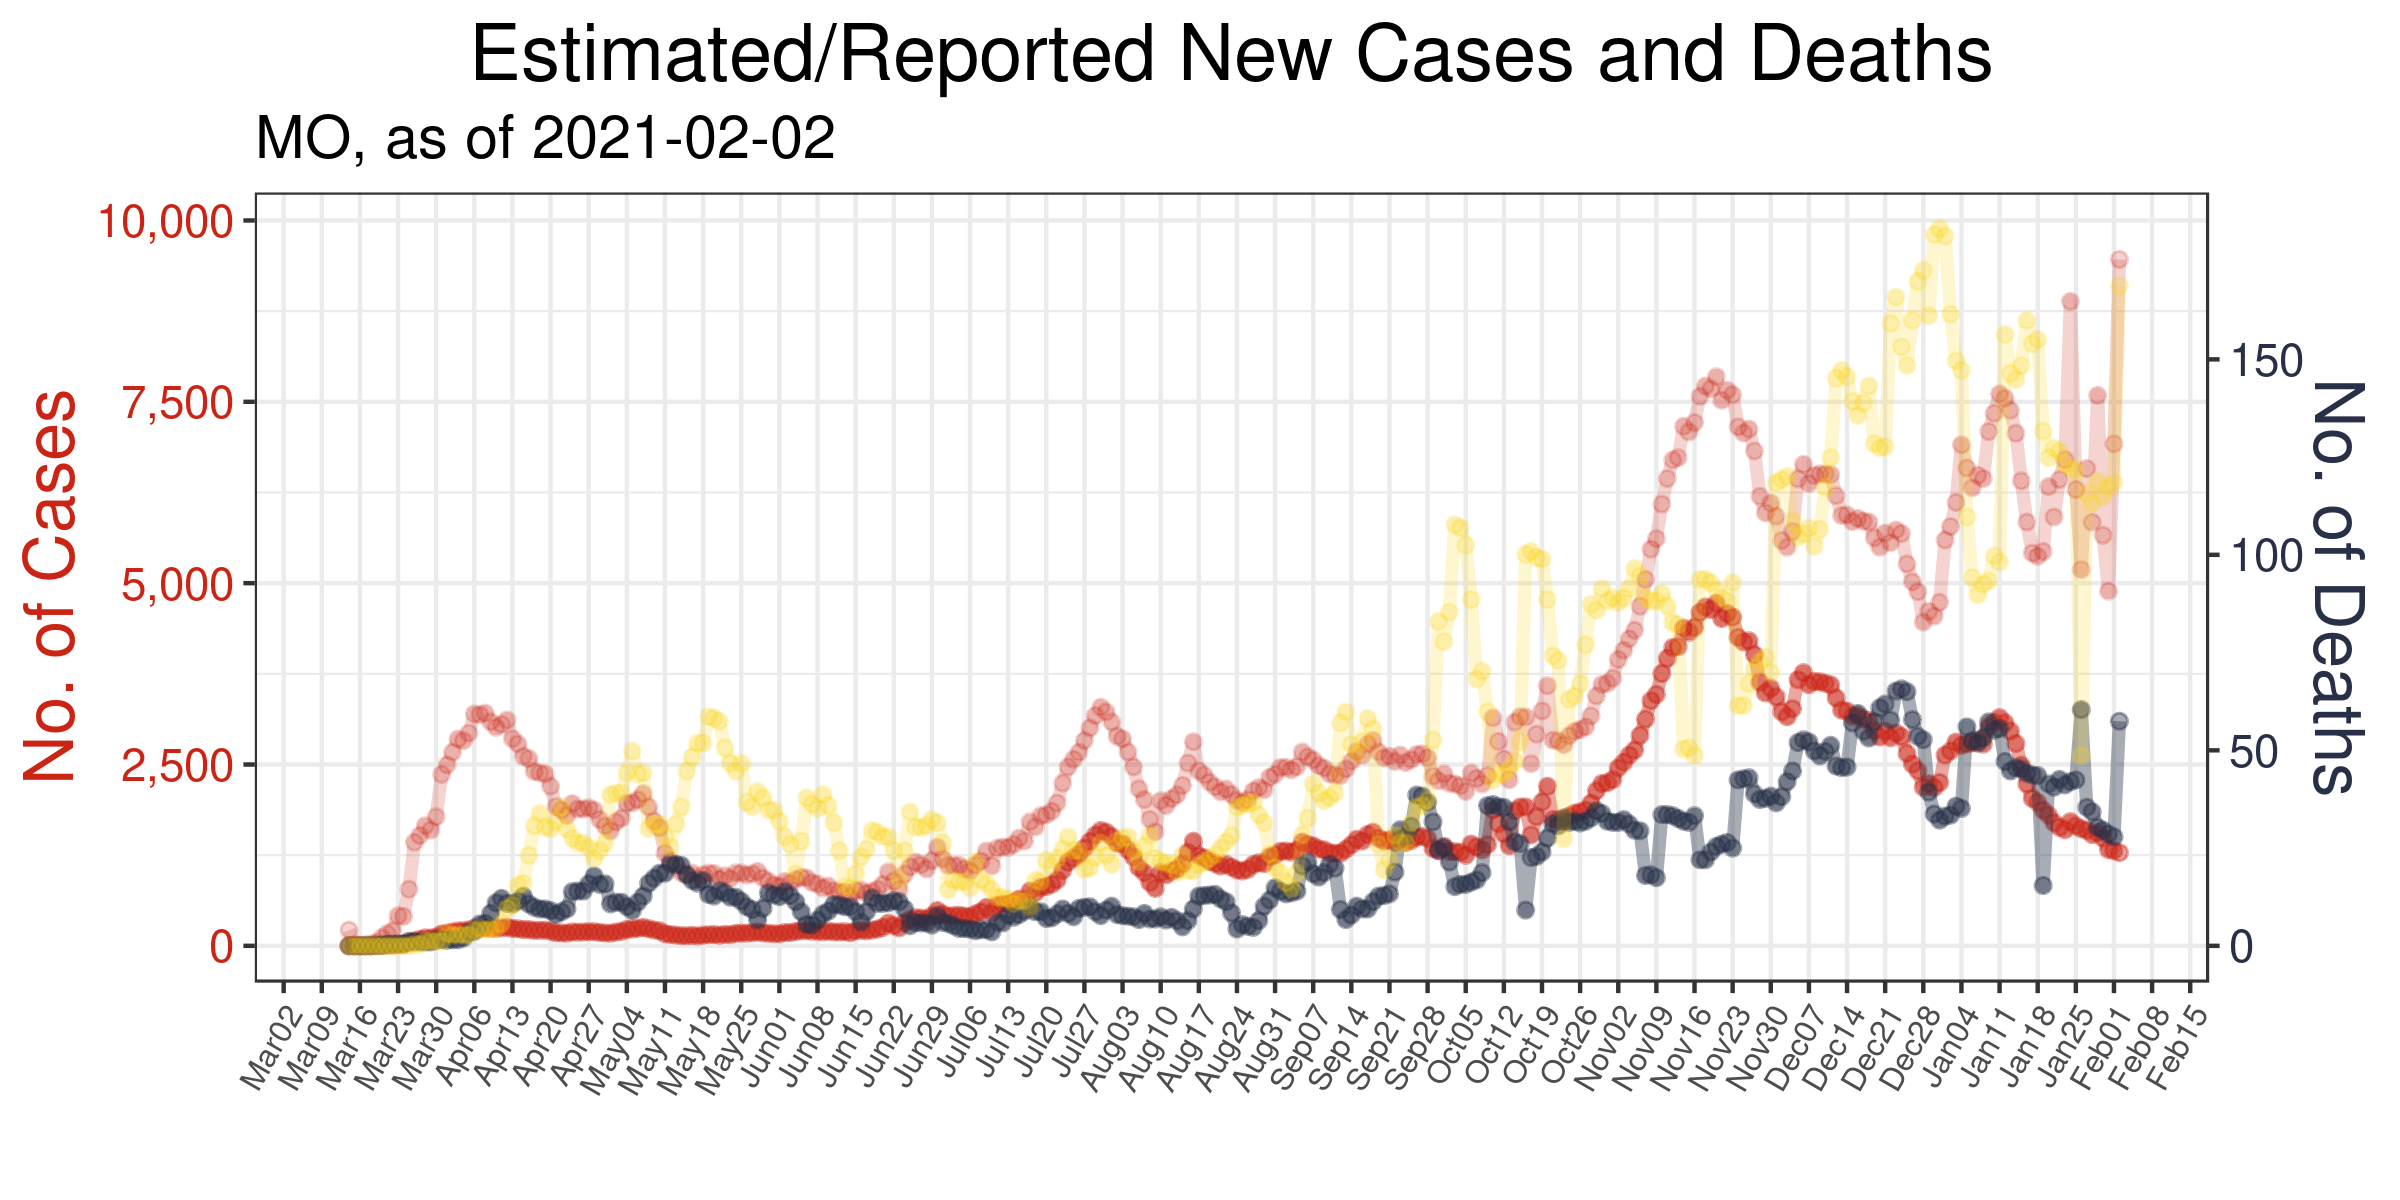 Estimated/Reported New Cases and Deaths
MO, as of 2021-02-02
No. of Cases
10,000
7,500
5,000
2,500
0
150
100
50
0
No. of Deaths
Mar02
Mar09
Mar16
Mar23
Mar30
Apr06
Apr13
Apr20
Apr27
May04
May11
May18
May25
Jun01
Jun08
Jun15
Jun22
Jun29
Jul06
Jul13
Jul20
Jul27
Aug03
Aug10
Aug17
Aug24
Aug31
Sep07
Sep14
Sep21
Sep28
Oct05
Oct12
Oct19
Oct26
Nov02
Nov09
Nov16
Nov23
Nov30
Dec07
Dec14
Dec21
Dec28
Jan04
Jan11
Jan18
Jan25
Feb01
Feb08
Feb15